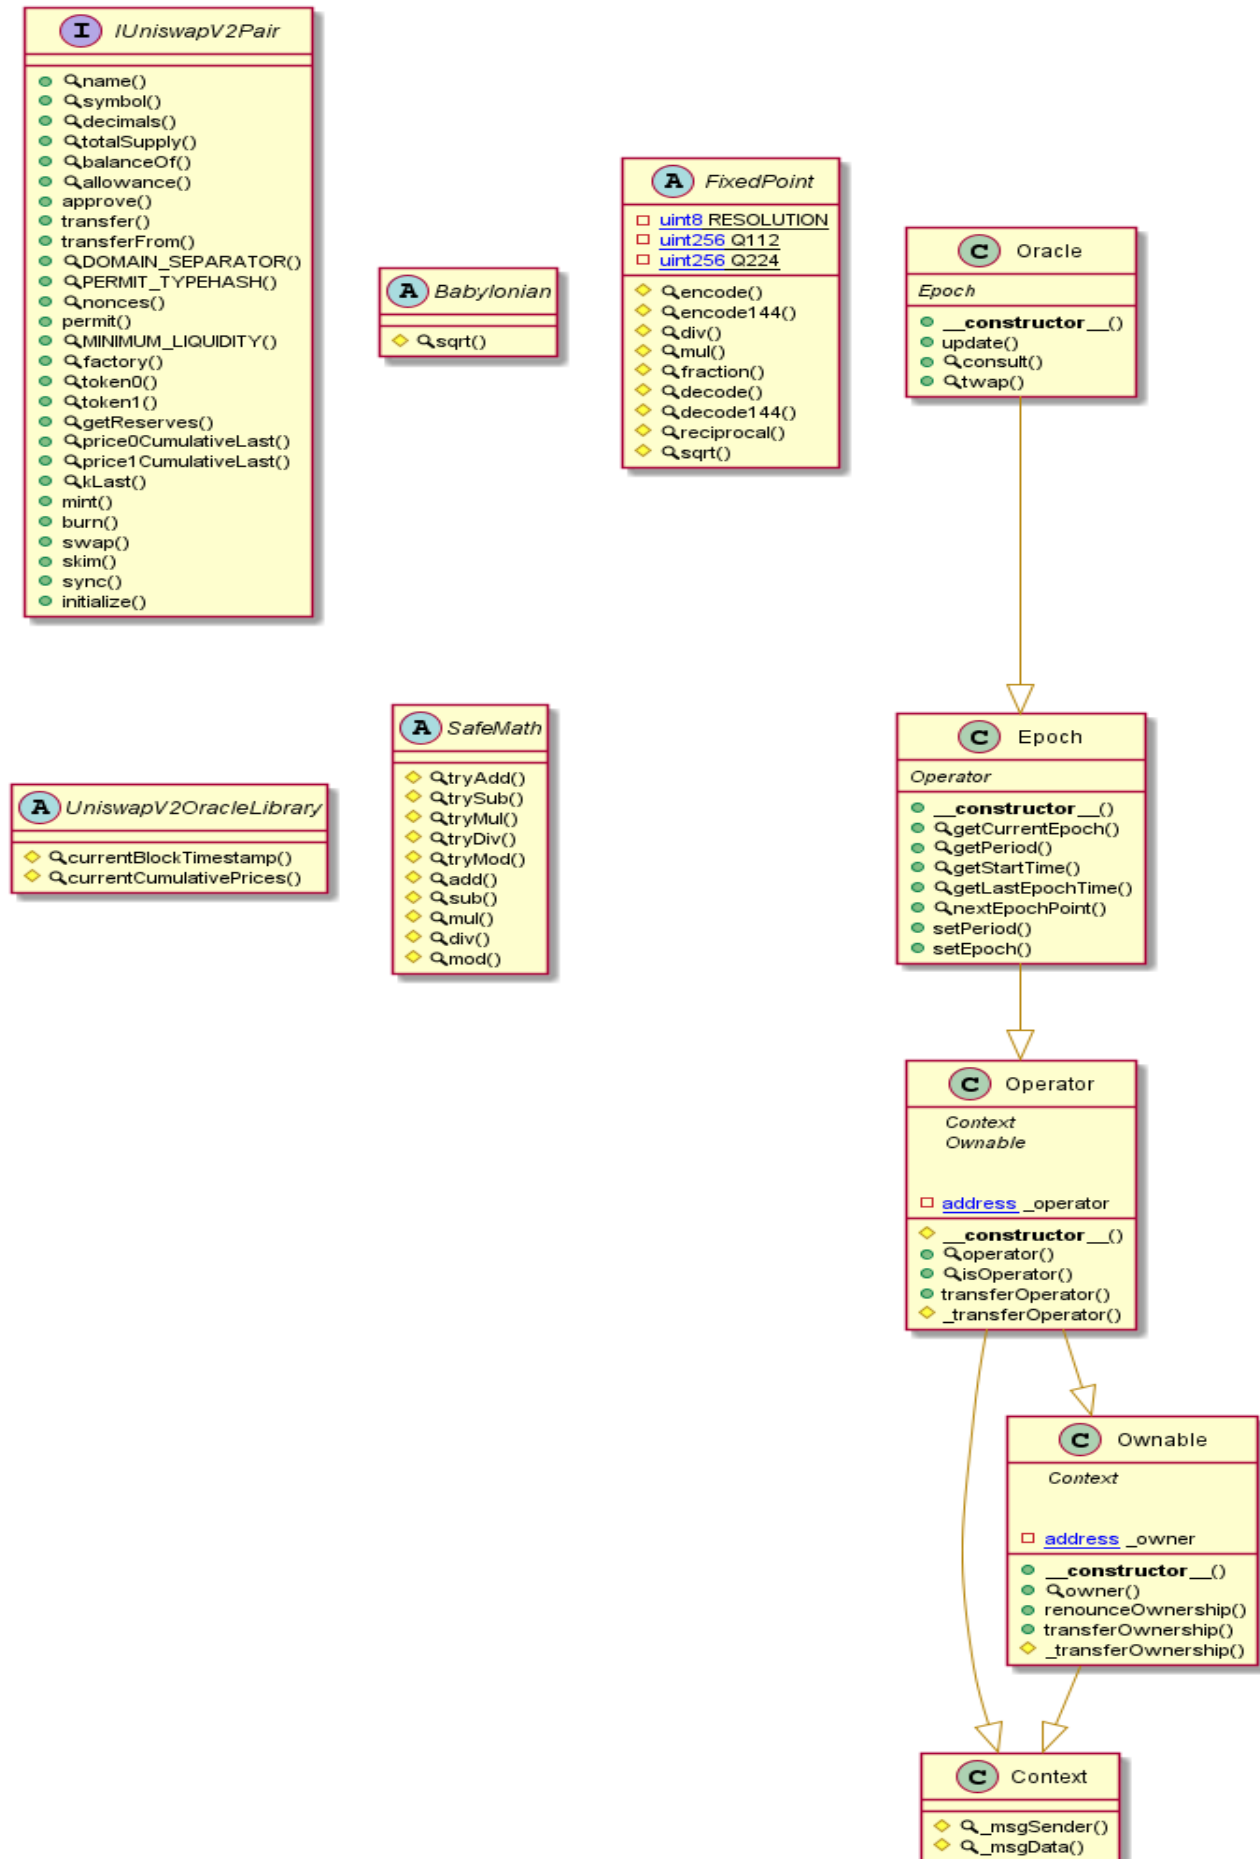 I IUniswapV2Pair
name()
symbol()
decimals()
totalSupply()
balanceOf()
allowance()
approve()
transfer()
transferFrom()
DOMAIN_SEPARATOR()
PERMIT_TYPEHASH()
nonces()
permit()
MINIMUM_LIQUIDITY()
factory()
token0()
token1()
getReserves()
price0CumulativeLast()
price1CumulativeLast()
kLast()
mint()
burn()
swap()
skim()
sync()
initialize()
A Babylonian
sqrt()
A FixedPoint
uint8 RESOLUTION
uint256 Q112
uint256 Q224
encode()
encode144()
div()
mul()
fraction()
decode()
decode144()
reciprocal()
sqrt()
C Oracle
Epoch
__constructor__()
update()
consult()
twap()
A UniswapV2OracleLibrary
currentBlockTimestamp()
currentCumulativePrices()
A SafeMath
tryAdd()
trySub()
tryMul()
tryDiv()
tryMod()
add()
sub()
mul()
div()
mod()
C Epoch
Operator
__constructor__()
getCurrentEpoch()
getPeriod()
getStartTime()
getLastEpochTime()
nextEpochPoint()
setPeriod()
setEpoch()
C Operator
Context
Ownable
address _operator
__constructor__()
operator()
isOperator()
transferOperator()
_transferOperator()
C Ownable
Context
address _owner
__constructor__()
owner()
renounceOwnership()
transferOwnership()
_transferOwnership()
C Context
_msgSender()
_msgData()